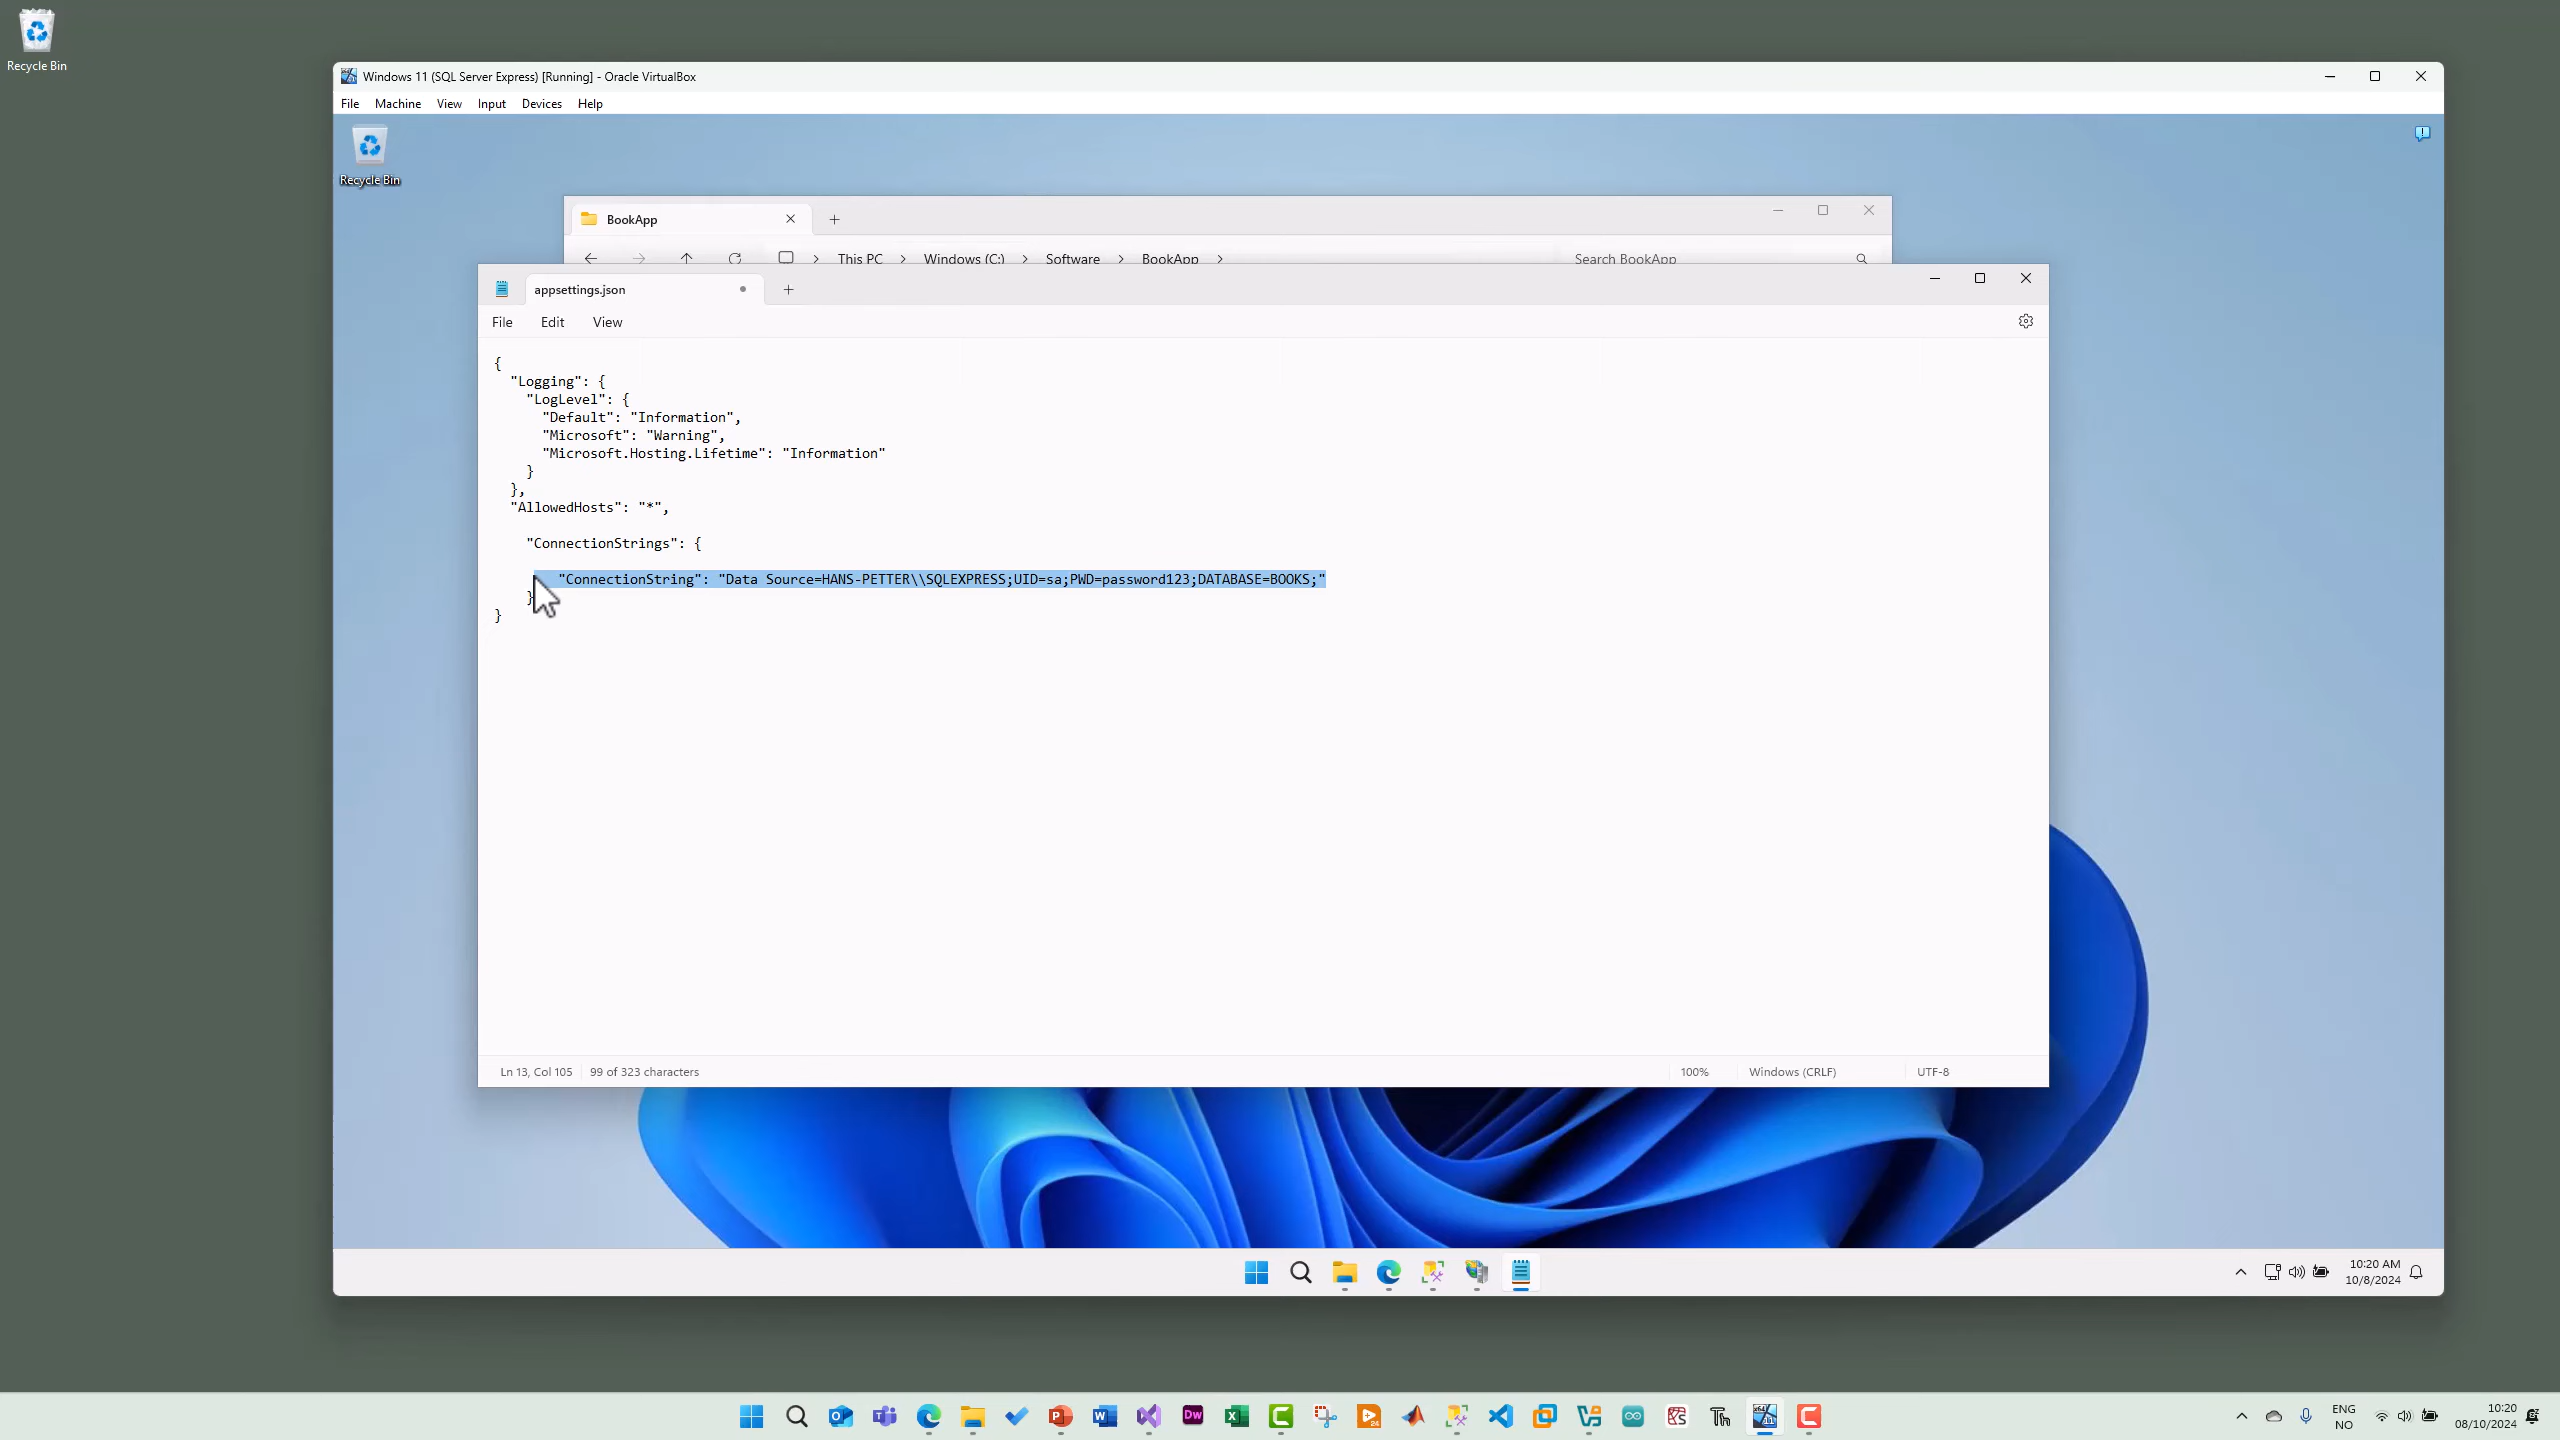 Recycle Bin
Windows 11 (SQL Server Express) [Running] - Oracle VirtualBox
File Machine View Input Devices Help
Recycle Bin
BookApp
This PC > Windows (C:) > Software > BookApp >
Search BookApp
appsettings.json
File Edit View
{
"Logging": {
"LogLevel": {
"Default": "Information",
"Microsoft": "Warning",
"Microsoft.Hosting.Lifetime": "Information"
}
},
"AllowedHosts": "*",
"ConnectionStrings": {
"ConnectionString": "Data Source=HANS-PETTER\\SQLEXPRESS;UID=sa;PWD=password123;DATABASE=BOOKS;"
}
}
Ln 13, Col 105 99 of 323 characters 100% Windows (CRLF) UTF-8
10:20 AM
10/8/2024
ENG
NO
10:20
08/10/2024